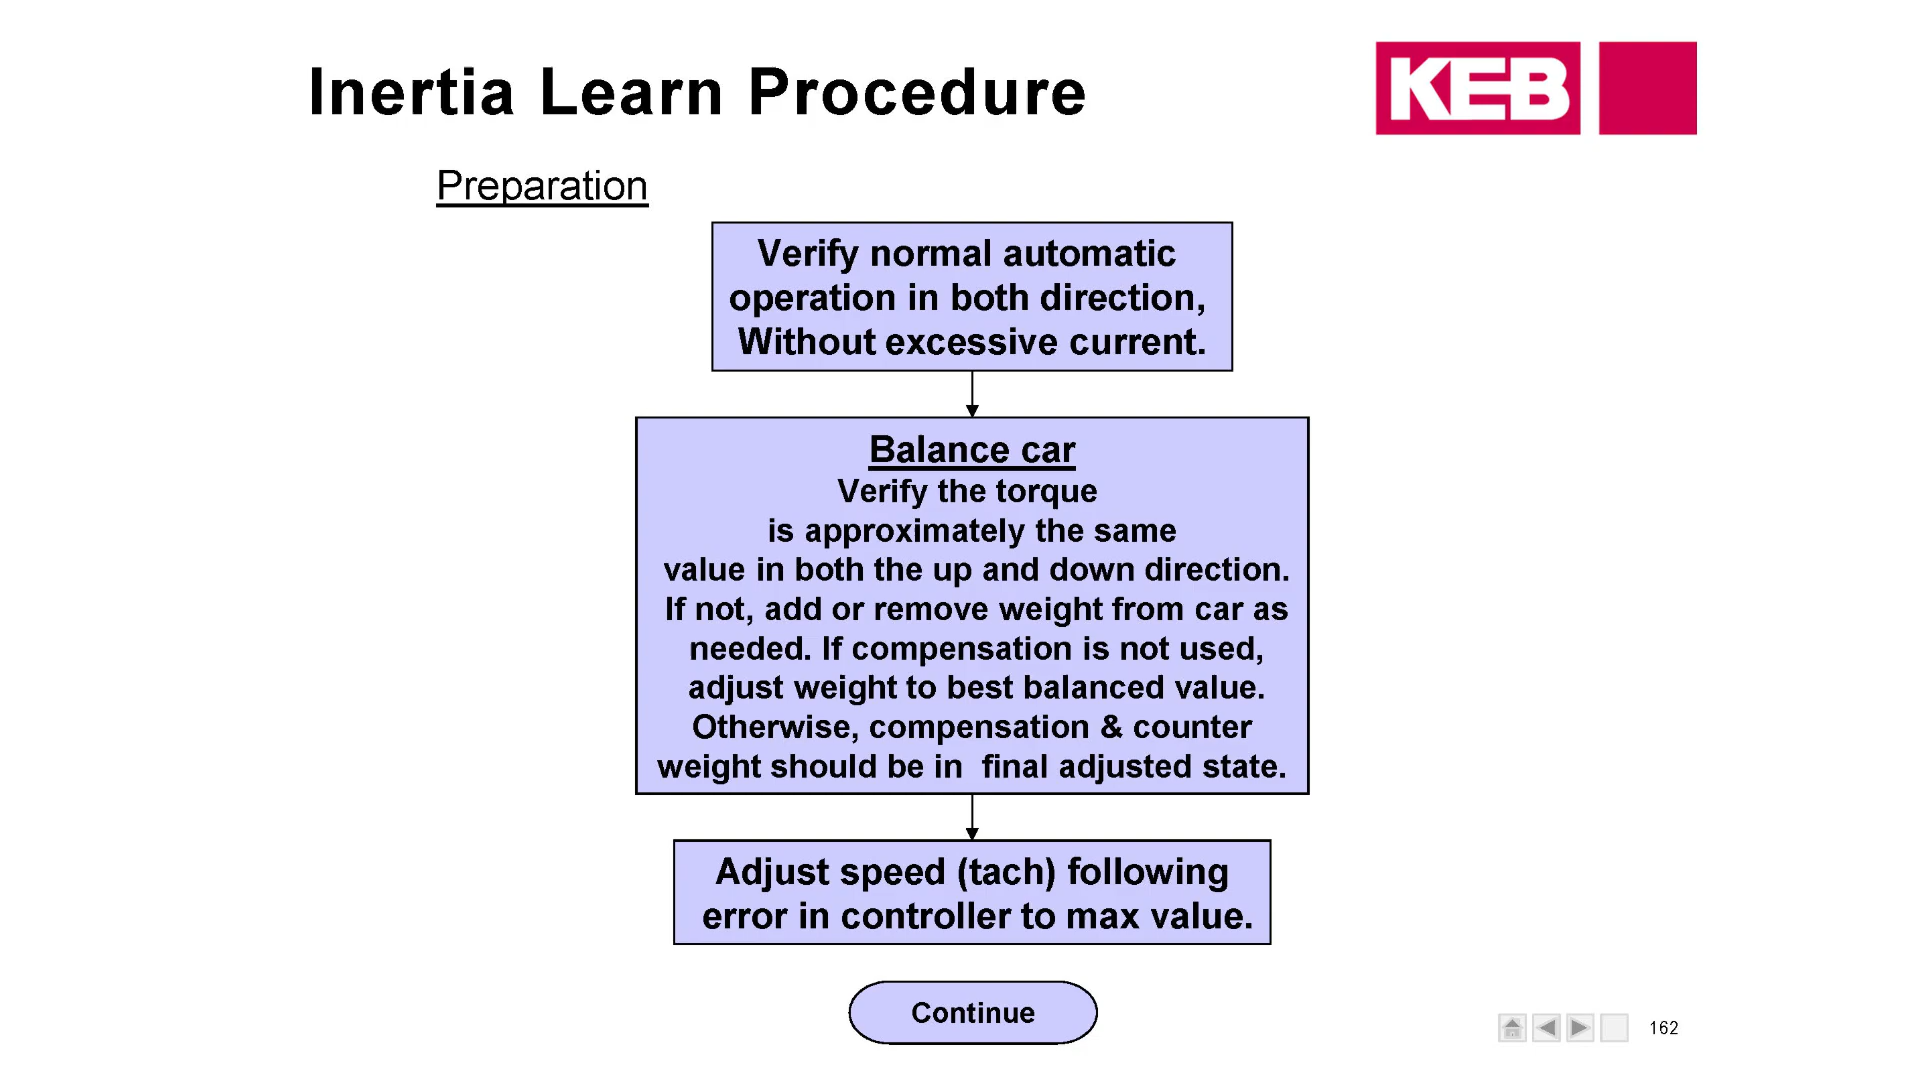 Inertia Learn Procedure
KEB
Preparation
Verify normal automatic
operation in both direction,
Without excessive current.
Balance car
Verify the torque
is approximately the same
value in both the up and down direction.
If not, add or remove weight from car as
needed. If compensation is not used,
adjust weight to best balanced value.
Otherwise, compensation & counter
weight should be in final adjusted state.
Adjust speed (tach) following
error in controller to max value.
Continue
162